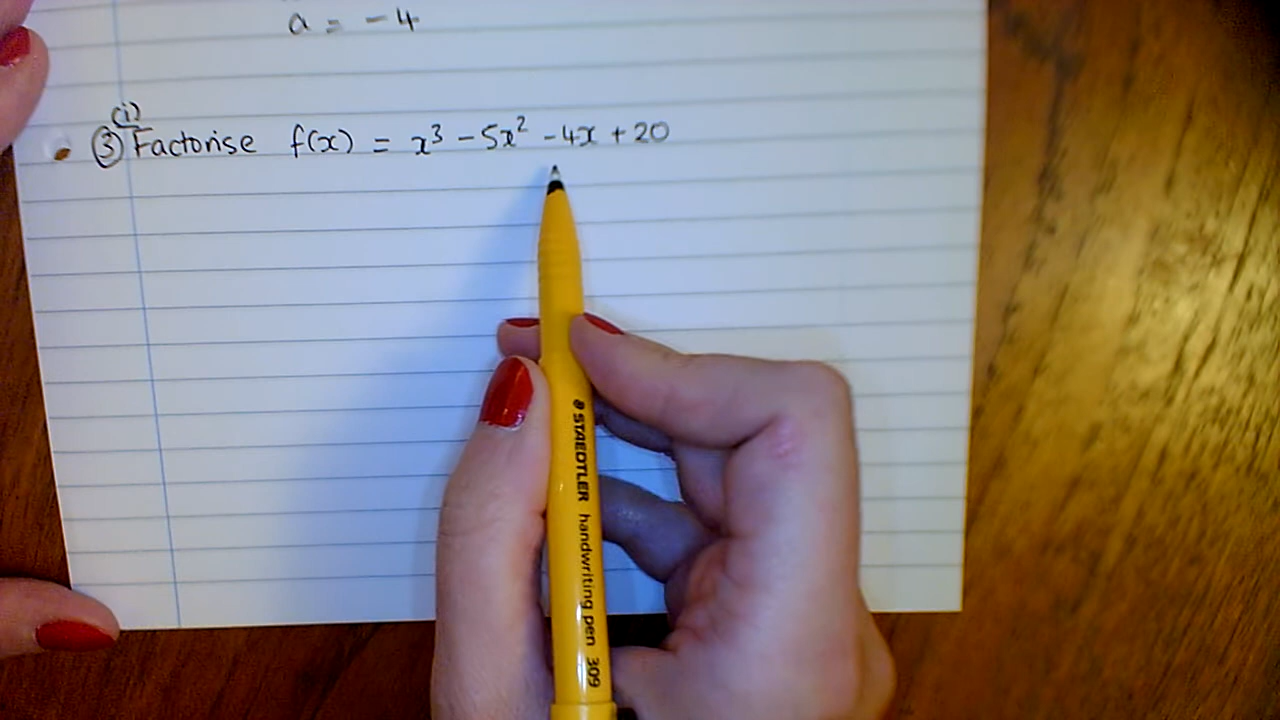 a = -4
(i)
③ Factorise f(x) = x³ - 5x² - 4x + 20
STAEDTLER handwriting pen 309